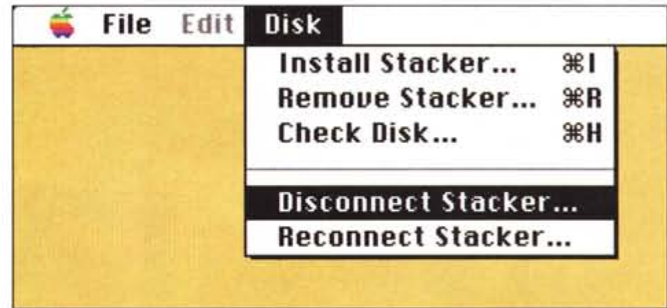 File Edit Disk
Install Stacker... ⌘I
Remove Stacker... ⌘R
Check Disk... ⌘H
Disconnect Stacker...
Reconnect Stacker...